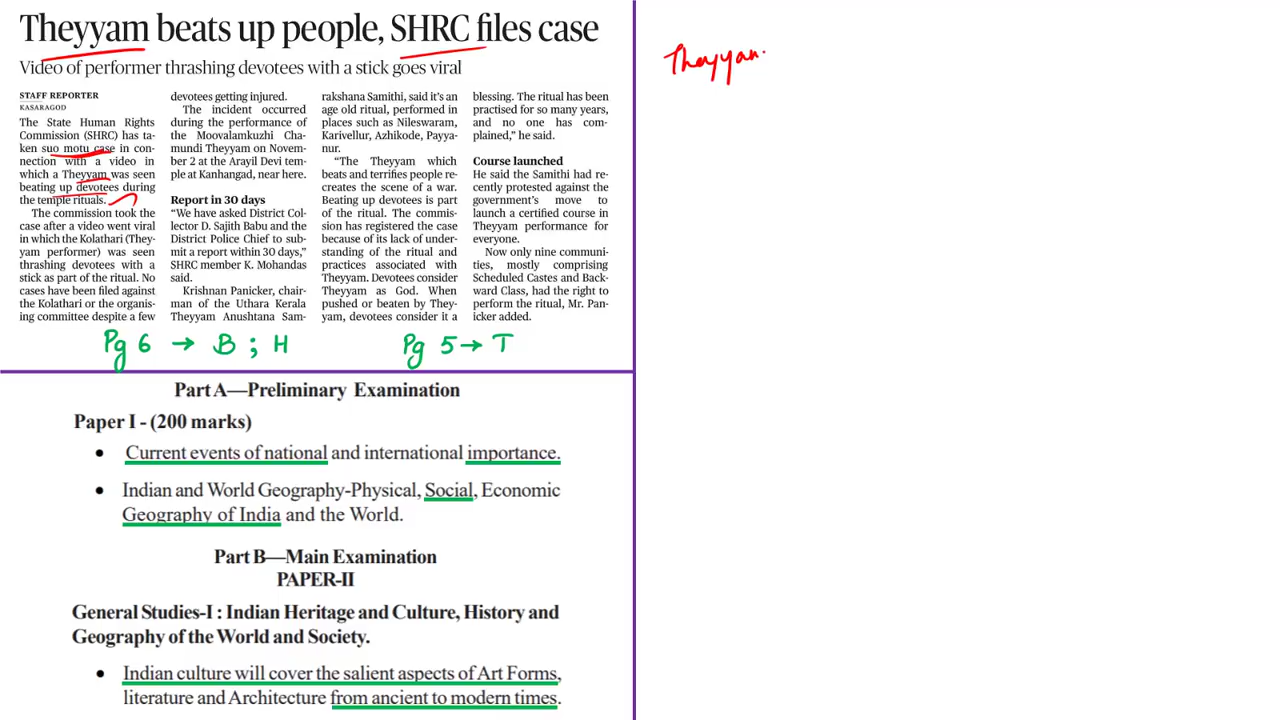 Theyyam beats up people, SHRC files case
Video of performer thrashing devotees with a stick goes viral
STAFF REPORTER
KASARAGOD
The State Human Rights
Commission (SHRC) has ta-
ken suo motu case in con-
nection with a video in
which a Theyyam was seen
beating up devotees during
the temple rituals.
The commission took the
case after a video went viral
in which the Kolathari (They-
yam performer) was seen
thrashing devotees with a
stick as part of the ritual. No
cases have been filed against
the Kolathari or the organis-
ing committee despite a few
devotees getting injured.
The incident occurred
during the performance of
the Moovalamkuzhi Cha-
mundi Theyyam on Novem-
ber 2 at the Arayil Devi tem-
ple at Kanhangad, near here.
Report in 30 days
“We have asked District Col-
lector D. Sajith Babu and the
District Police Chief to sub-
mit a report within 30 days,”
SHRC member K. Mohandas
said.
Krishnan Panicker, chair-
man of the Uthara Kerala
Theyyam Anushtana Sam-
rakshana Samithi, said it’s an
age old ritual, performed in
places such as Nileswaram,
Karivellur, Azhikode, Payya-
nur.
“The Theyyam which
beats and terrifies people re-
creates the scene of a war.
Beating up devotees is part
of the ritual. The commis-
sion has registered the case
because of its lack of under-
standing of the ritual and
practices associated with
Theyyam. Devotees consider
Theyyam as God. When
pushed or beaten by They-
yam, devotees consider it a
blessing. The ritual has been
practised for so many years,
and no one has com-
plained,” he said.
Course launched
He said the Samithi had re-
cently protested against the
government’s move to
launch a certified course in
Theyyam performance for
everyone.
Now only nine communi-
ties, mostly comprising
Scheduled Castes and Back-
ward Class, had the right to
perform the ritual, Mr. Pan-
icker added.
Pg 6 → B ; H
Pg 5 → T
Part A—Preliminary Examination
Paper I - (200 marks)
• Current events of national and international importance.
• Indian and World Geography-Physical, Social, Economic
Geography of India and the World.
Part B—Main Examination
PAPER-II
General Studies-I : Indian Heritage and Culture, History and
Geography of the World and Society.
• Indian culture will cover the salient aspects of Art Forms,
literature and Architecture from ancient to modern times.
Theyyam